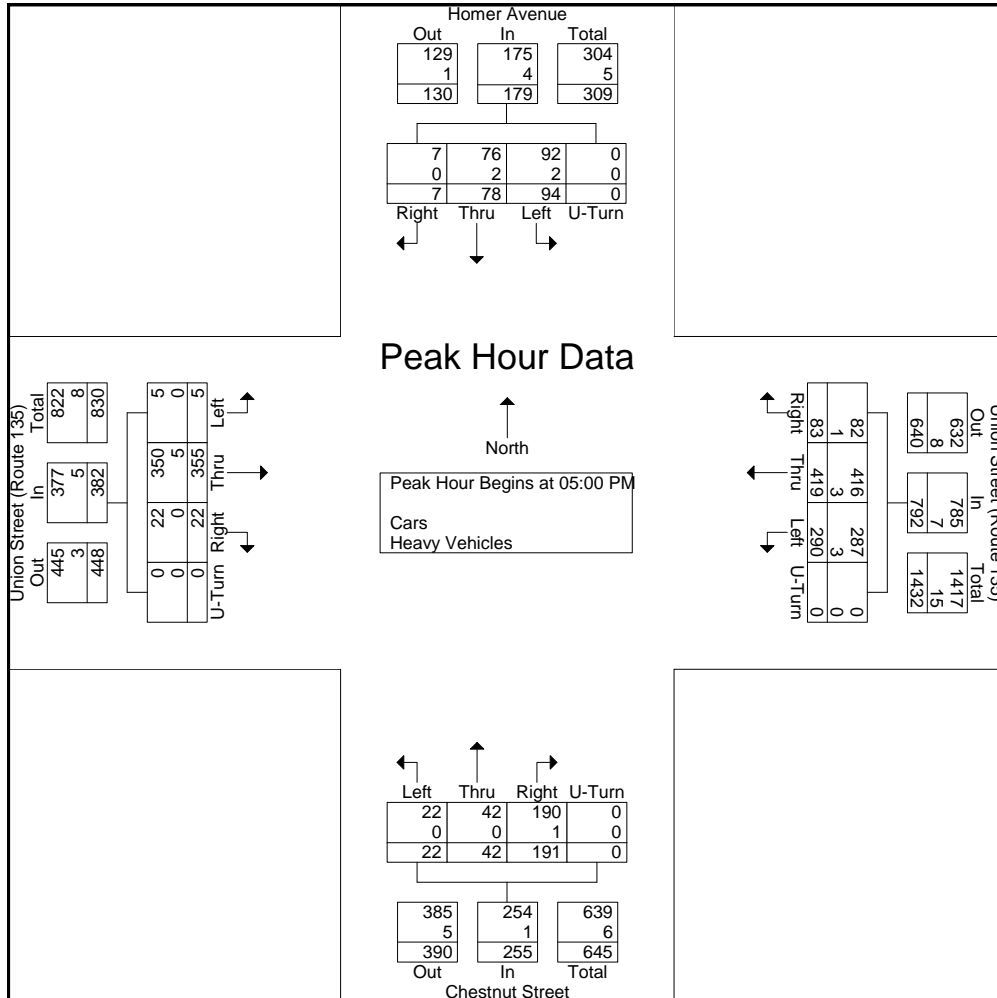 Homer Avenue
Out In Total
129 175 304
1 4 5
130 179 309
7 76 92 0
0 2 2 0
7 78 94 0
Right Thru Left U-Turn
Peak Hour Data
North
Peak Hour Begins at 05:00 PM
Cars
Heavy Vehicles
Union Street (Route 135)
Out In Total
445 377 822
3 5 8
448 382 830
U-Turn Right Thru Left
0 22 350 5
0 0 5 0
0 22 355 5
Union Street (Route 135)
Out In Total
632 785 1417
8 7 15
640 792 1432
Right Thru Left U-Turn
82 416 287 0
1 3 3 0
83 419 290 0
Left Thru Right U-Turn
22 42 190 0
0 0 1 0
22 42 191 0
385 254 639
5 1 6
390 255 645
Out In Total
Chestnut Street